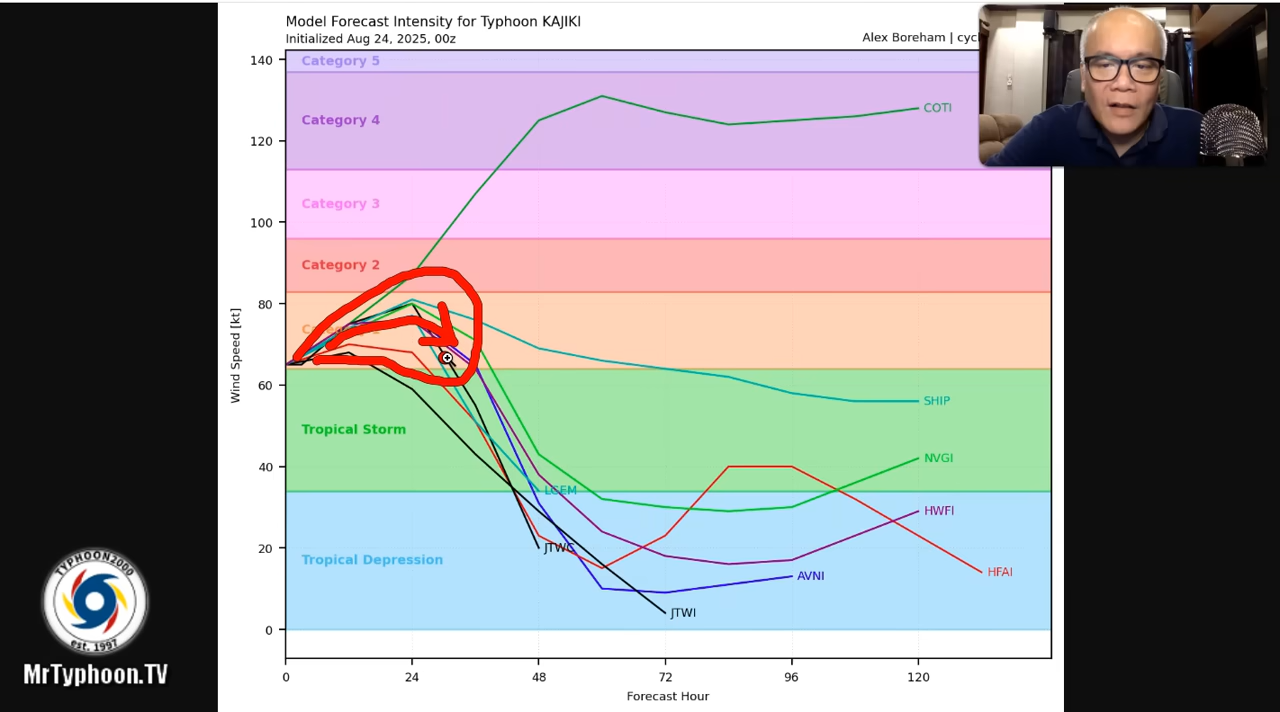 Model Forecast Intensity for Typhoon KAJIKI
Initialized Aug 24, 2025, 00z
Alex Boreham |
140
120
100
80
60
40
20
0
Wind Speed [kt]
Category 5
Category 4
Category 3
Category 2
Tropical Storm
Tropical Depression
COTI
SHIP
NVGI
LGEM
HWFI
JTWC
AVNI
HFAI
JTWI
0
24
48
72
96
120
Forecast Hour
TYPHOON2000
est. 1997
MrTyphoon.TV